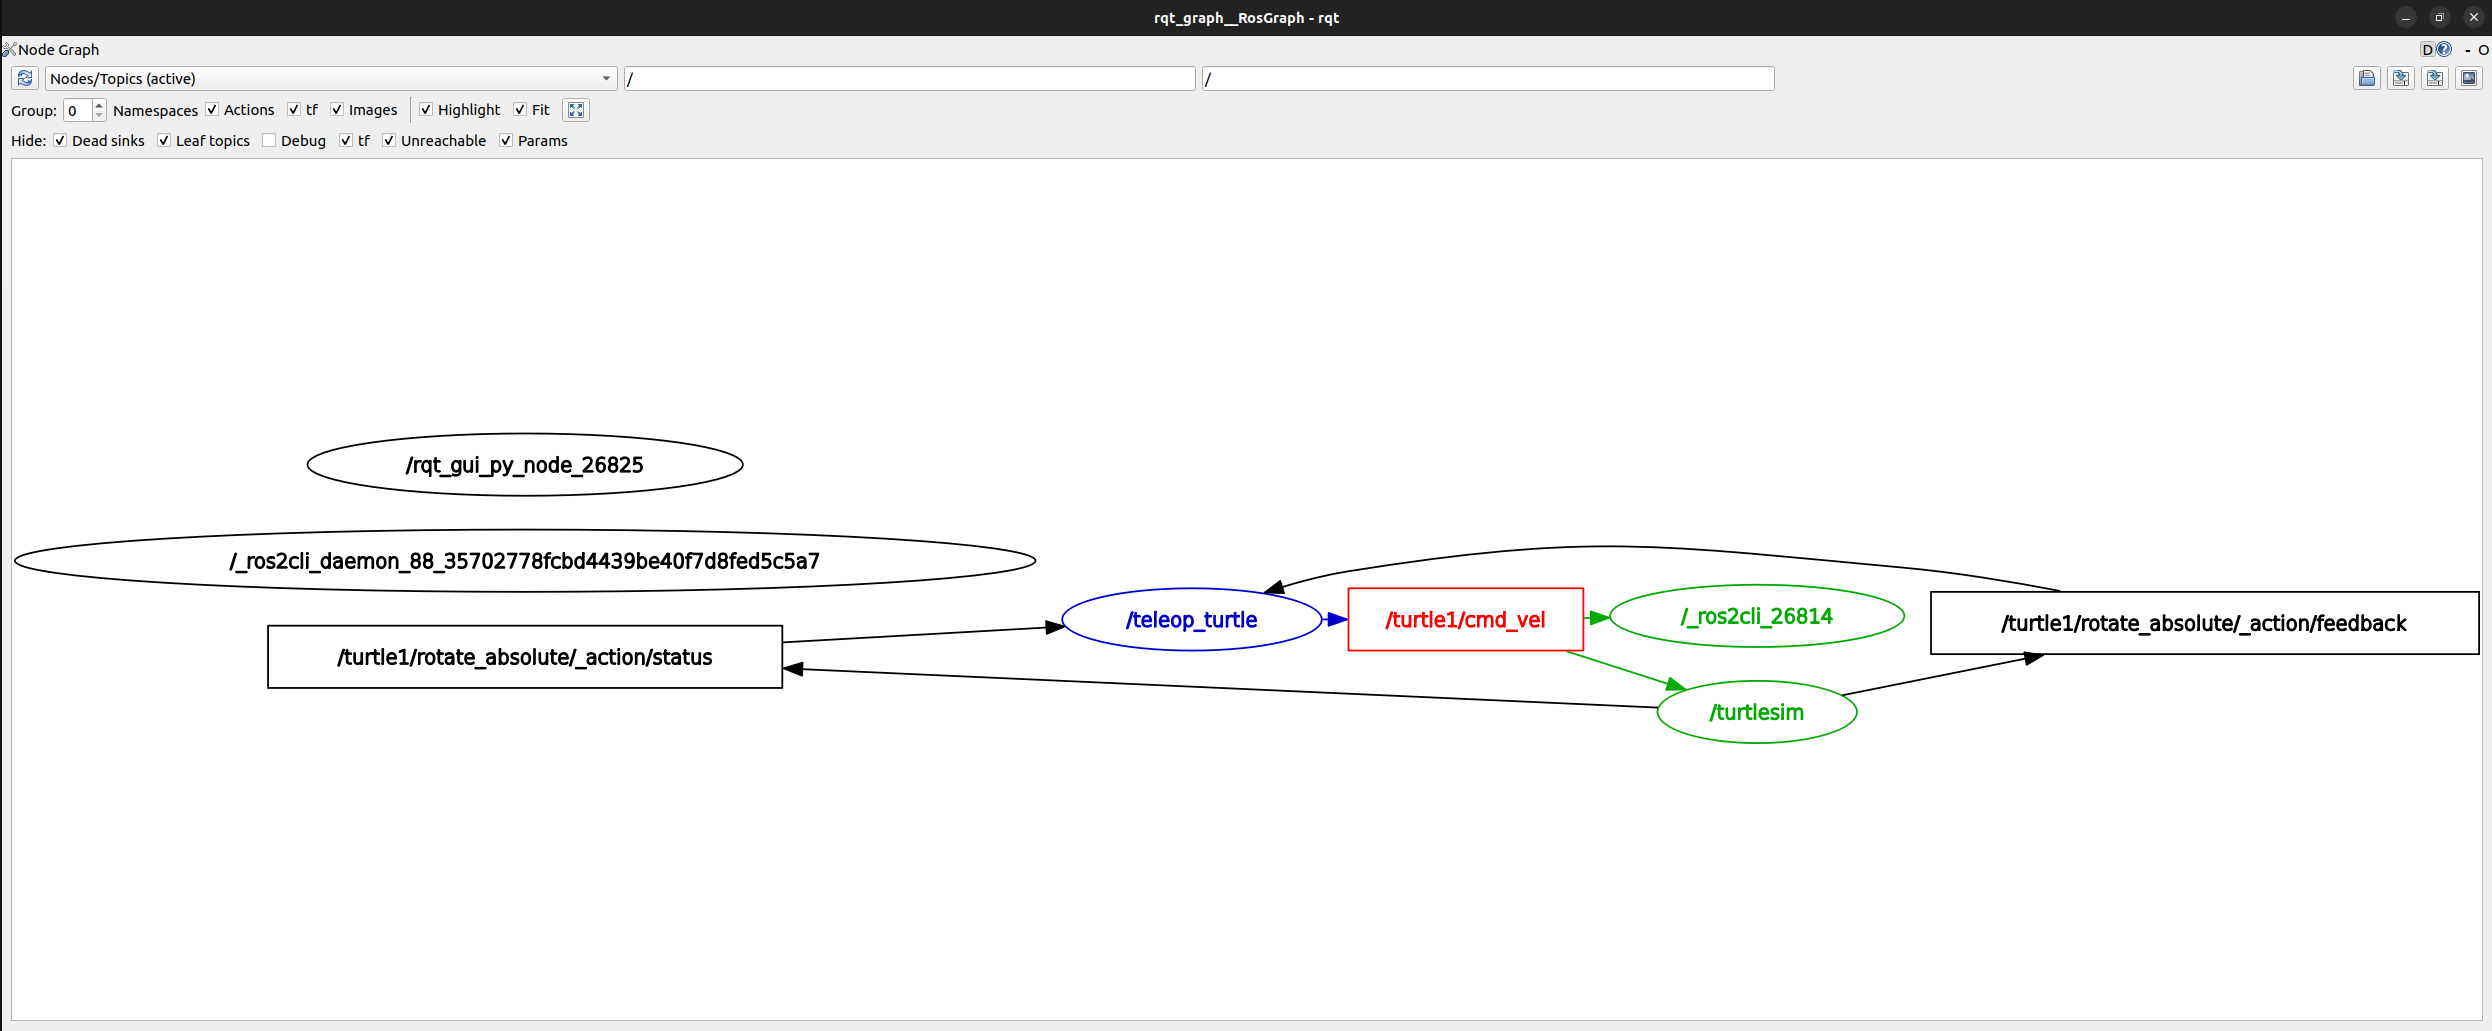 rqt_graph__RosGraph - rqt
Node Graph
D
- O
Nodes/Topics (active)
/
/
Group: 0 Namespaces Actions tf Images Highlight Fit
Hide: Dead sinks Leaf topics Debug tf Unreachable Params
/rqt_gui_py_node_26825
/_ros2cli_daemon_88_35702778fcbd4439be40f7d8fed5c5a7
/turtle1/rotate_absolute/_action/status
/teleop_turtle
/turtle1/cmd_vel
/_ros2cli_26814
/turtlesim
/turtle1/rotate_absolute/_action/feedback